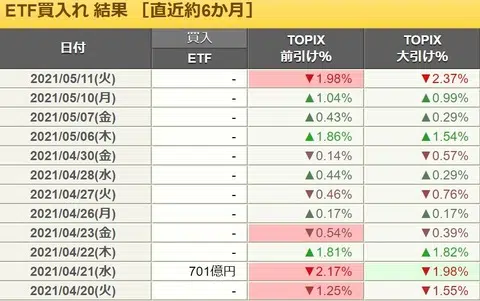 ETF買入れ 結果 [直近約6か月]
日付 買入 ETF TOPIX 前引け% TOPIX 大引け%
2021/05/11(火) - ▼1.98% ▼2.37%
2021/05/10(月) - ▲1.04% ▲0.99%
2021/05/07(金) - ▲0.43% ▲0.29%
2021/05/06(木) - ▲1.86% ▲1.54%
2021/04/30(金) - ▼0.14% ▼0.57%
2021/04/28(水) - ▲0.44% ▲0.29%
2021/04/27(火) - ▼0.46% ▼0.76%
2021/04/26(月) - ▲0.17% ▲0.17%
2021/04/23(金) - ▼0.54% ▼0.39%
2021/04/22(木) - ▲1.81% ▲1.82%
2021/04/21(水) 701億円 ▼2.17% ▼1.98%
2021/04/20(火) - ▼1.25% ▼1.55%